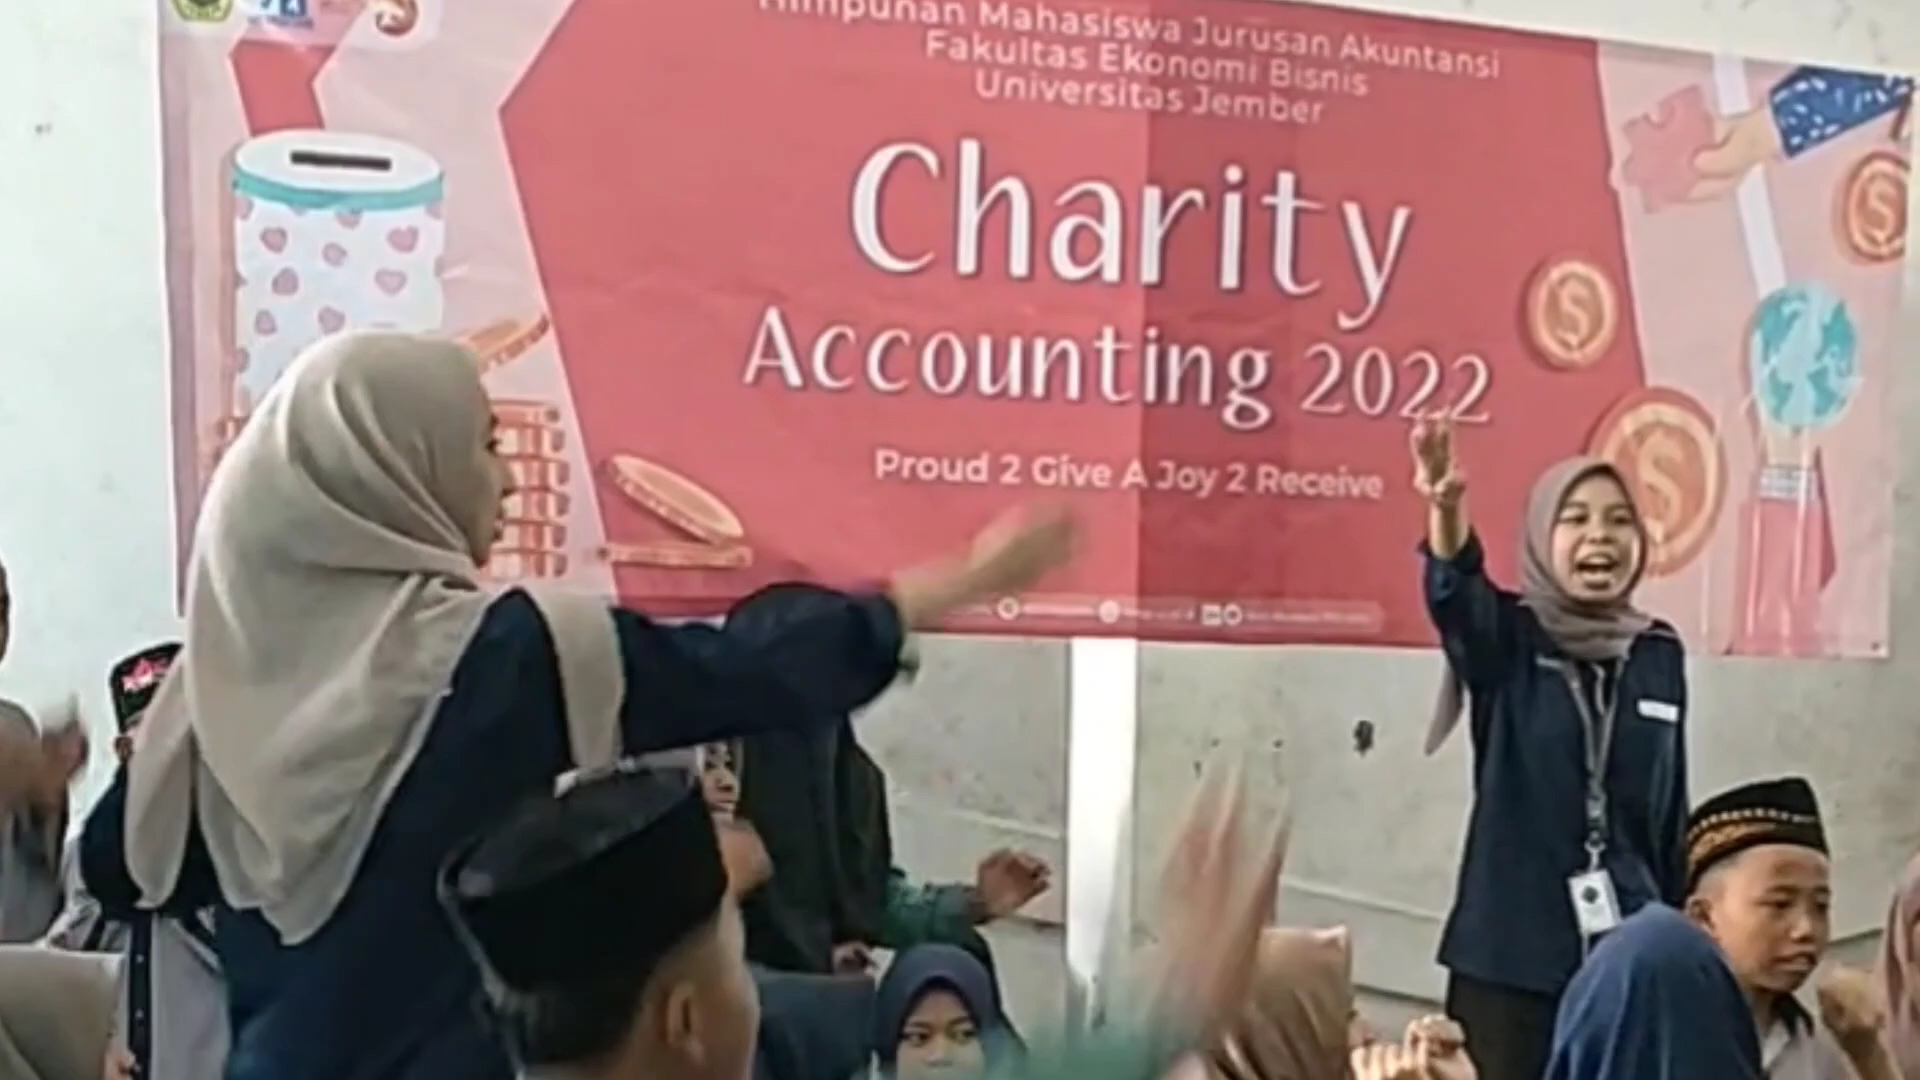 Himpunan Mahasiswa Jurusan Akuntansi
Fakultas Ekonomi Bisnis
Universitas Jember
Charity
Accounting 2022
Proud 2 Give A Joy 2 Receive